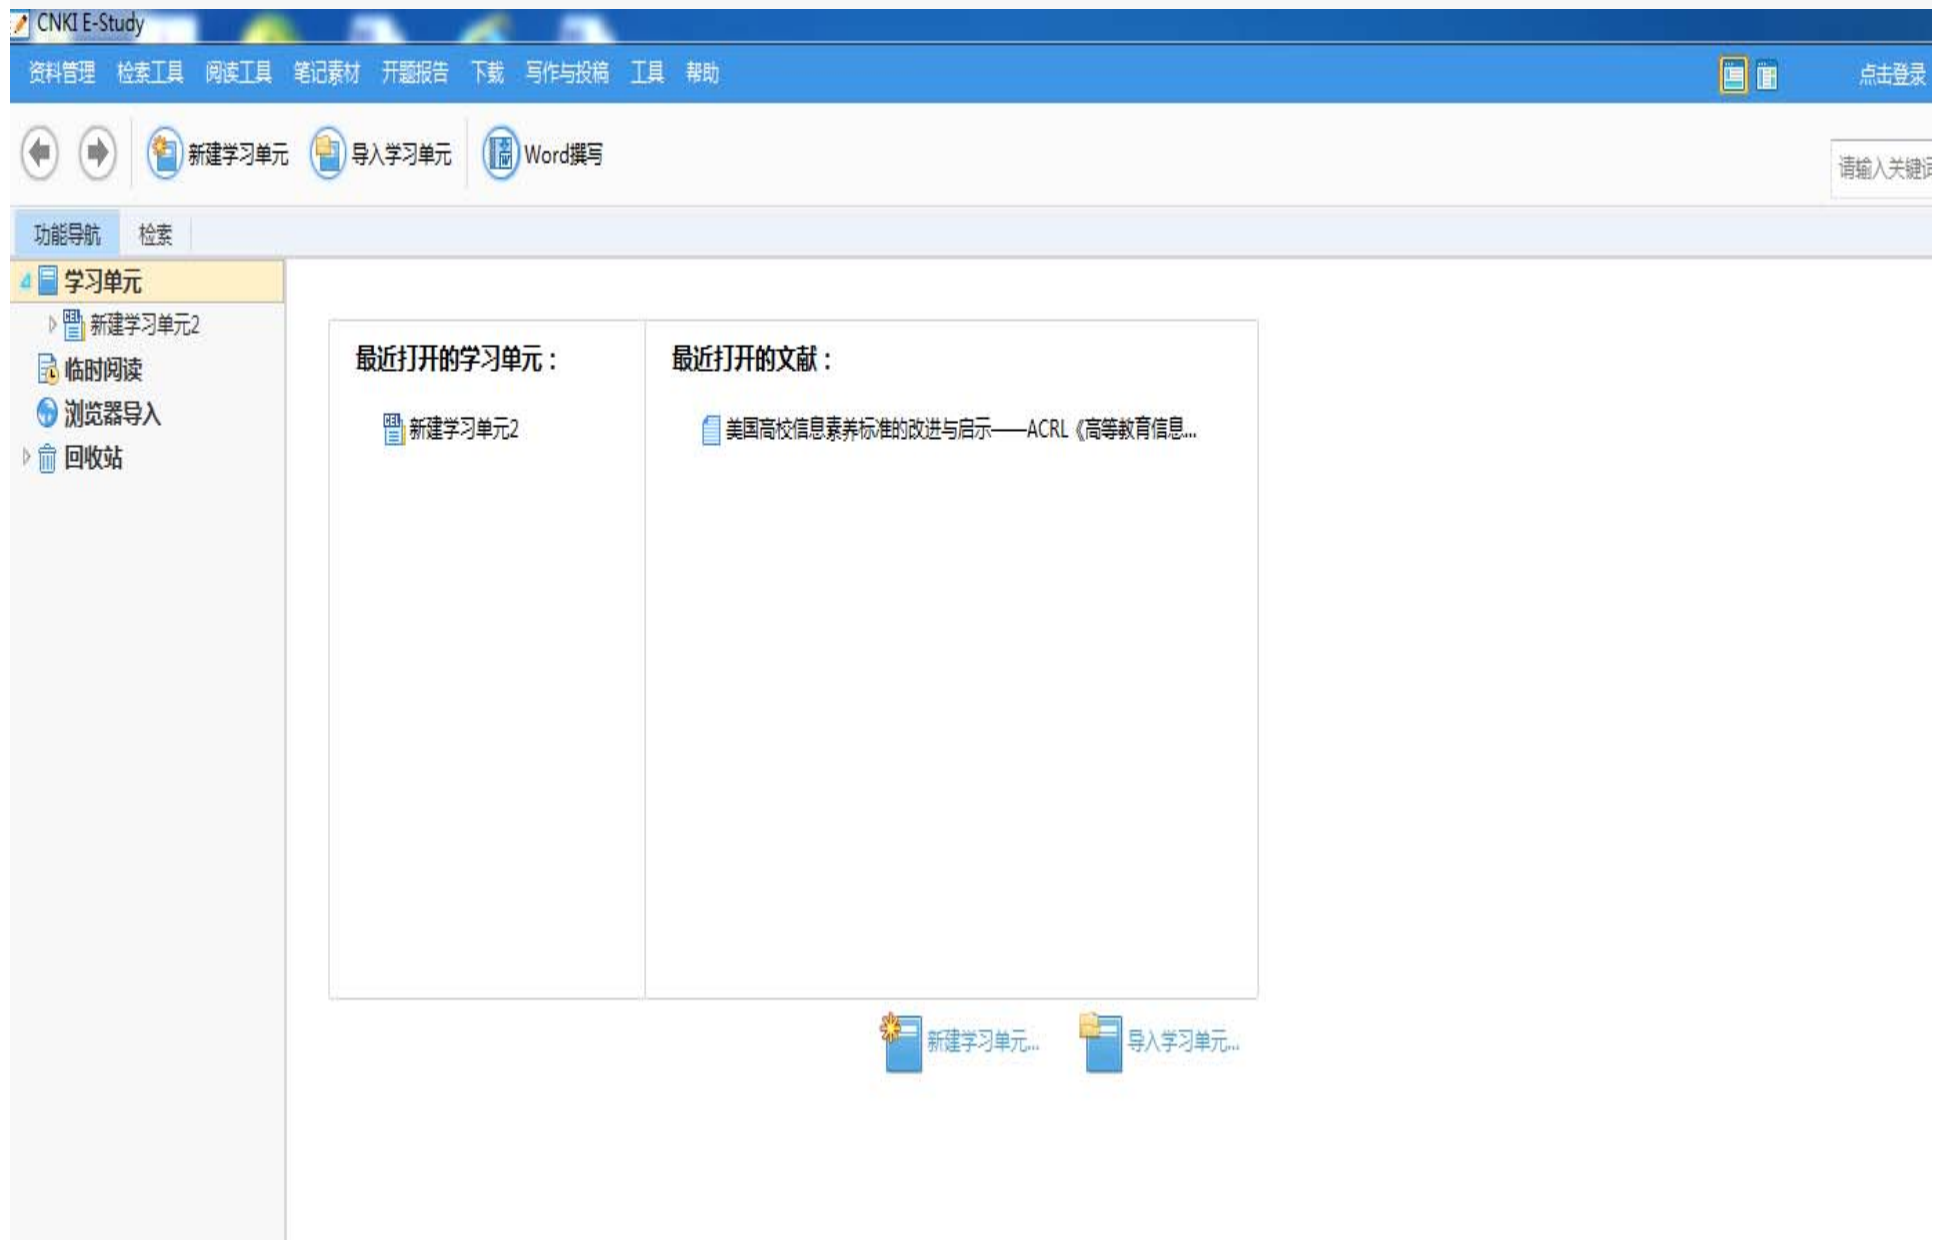 CNKI E-Study
资料管理 检索工具 阅读工具 笔记素材 开题报告 下载 写作与投稿 工具 帮助 点击登录
新建学习单元 导入学习单元 Word撰写 请输入关键词
功能导航 检索
学习单元
新建学习单元2
临时阅读
浏览器导入
回收站
最近打开的学习单元：
新建学习单元2
最近打开的文献：
美国高校信息素养标准的改进与启示——ACRL《高等教育信息...
新建学习单元... 导入学习单元...